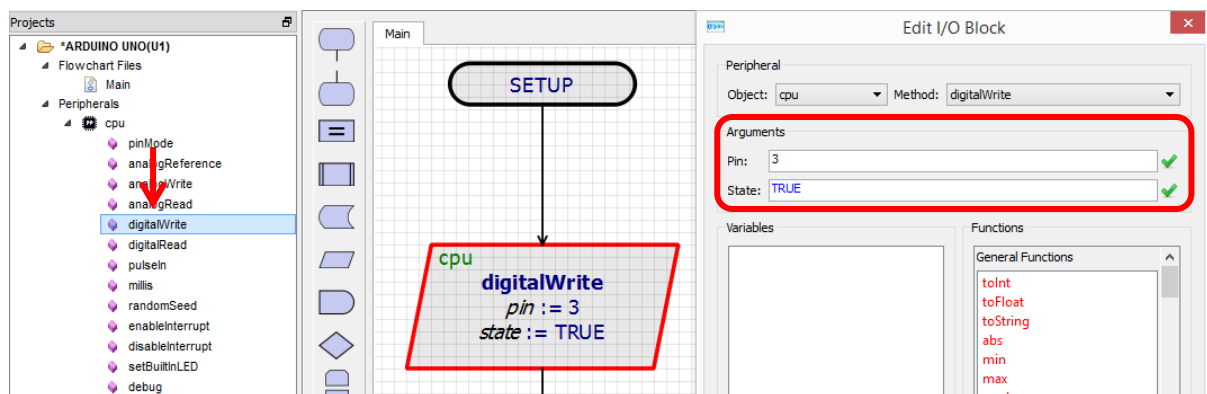 Projects
*ARDUINO UNO(U1)
Flowchart Files
Main
Peripherals
cpu
pinMode
analogReference
analogWrite
analogRead
digitalWrite
digitalRead
pulseIn
millis
randomSeed
enableInterrupt
disableInterrupt
setBuiltInLED
debug
Main
SETUP
cpu
digitalWrite
pin := 3
state := TRUE
Edit I/O Block
Peripheral
Object: cpu Method: digitalWrite
Arguments
Pin: 3
State: TRUE
Variables
Functions
General Functions
toInt
toFloat
toString
abs
min
max